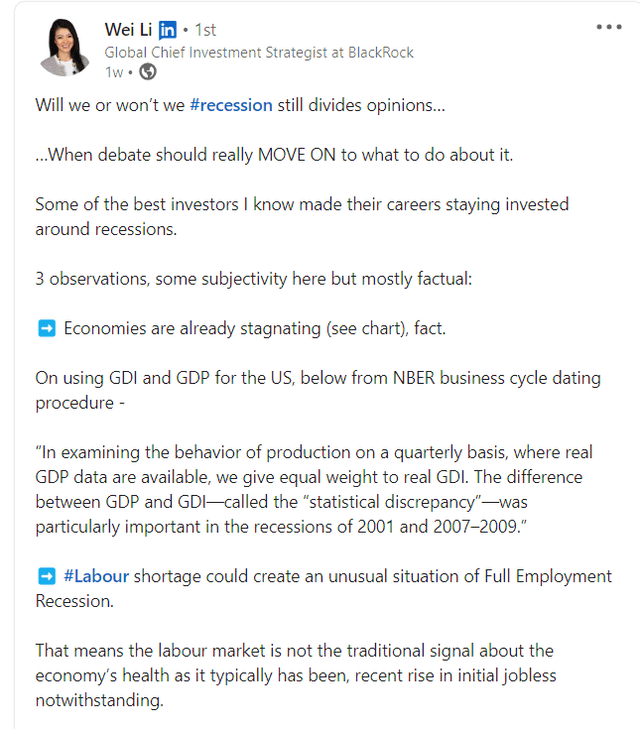 Wei Li in • 1st
Global Chief Investment Strategist at BlackRock
1w •
Will we or won’t we #recession still divides opinions...
...When debate should really MOVE ON to what to do about it.
Some of the best investors I know made their careers staying invested
around recessions.
3 observations, some subjectivity here but mostly factual:
➡ Economies are already stagnating (see chart), fact.
On using GDI and GDP for the US, below from NBER business cycle dating
procedure -
“In examining the behavior of production on a quarterly basis, where real
GDP data are available, we give equal weight to real GDI. The difference
between GDP and GDI—called the “statistical discrepancy”—was
particularly important in the recessions of 2001 and 2007–2009.”
➡ #Labour shortage could create an unusual situation of Full Employment
Recession.
That means the labour market is not the traditional signal about the
economy’s health as it typically has been, recent rise in initial jobless
notwithstanding.